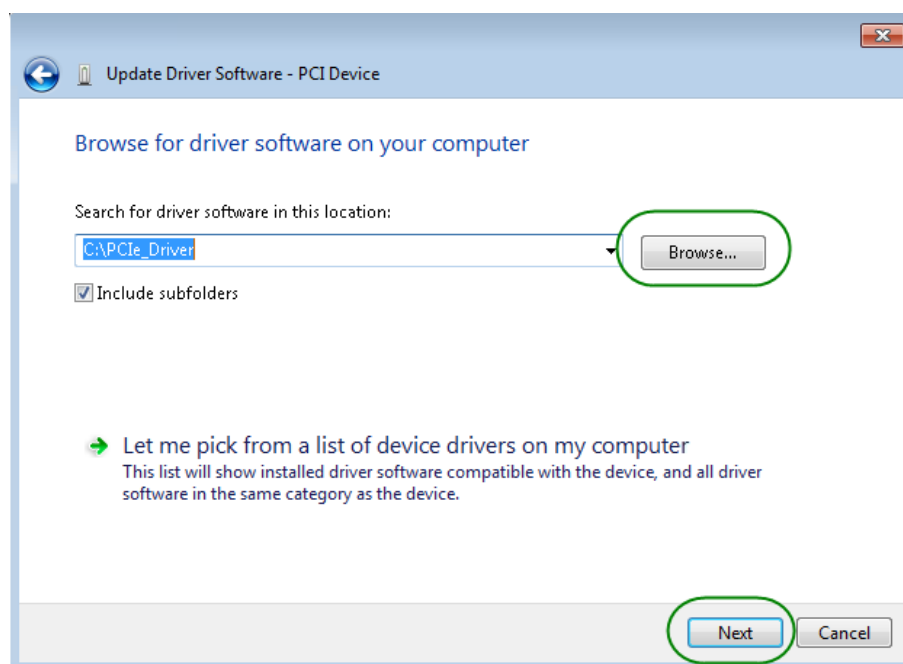 Update Driver Software - PCI Device
Browse for driver software on your computer
Search for driver software in this location:
C:\PCIe_Driver
Browse...
Include subfolders
Let me pick from a list of device drivers on my computer
This list will show installed driver software compatible with the device, and all driver
software in the same category as the device.
Next
Cancel